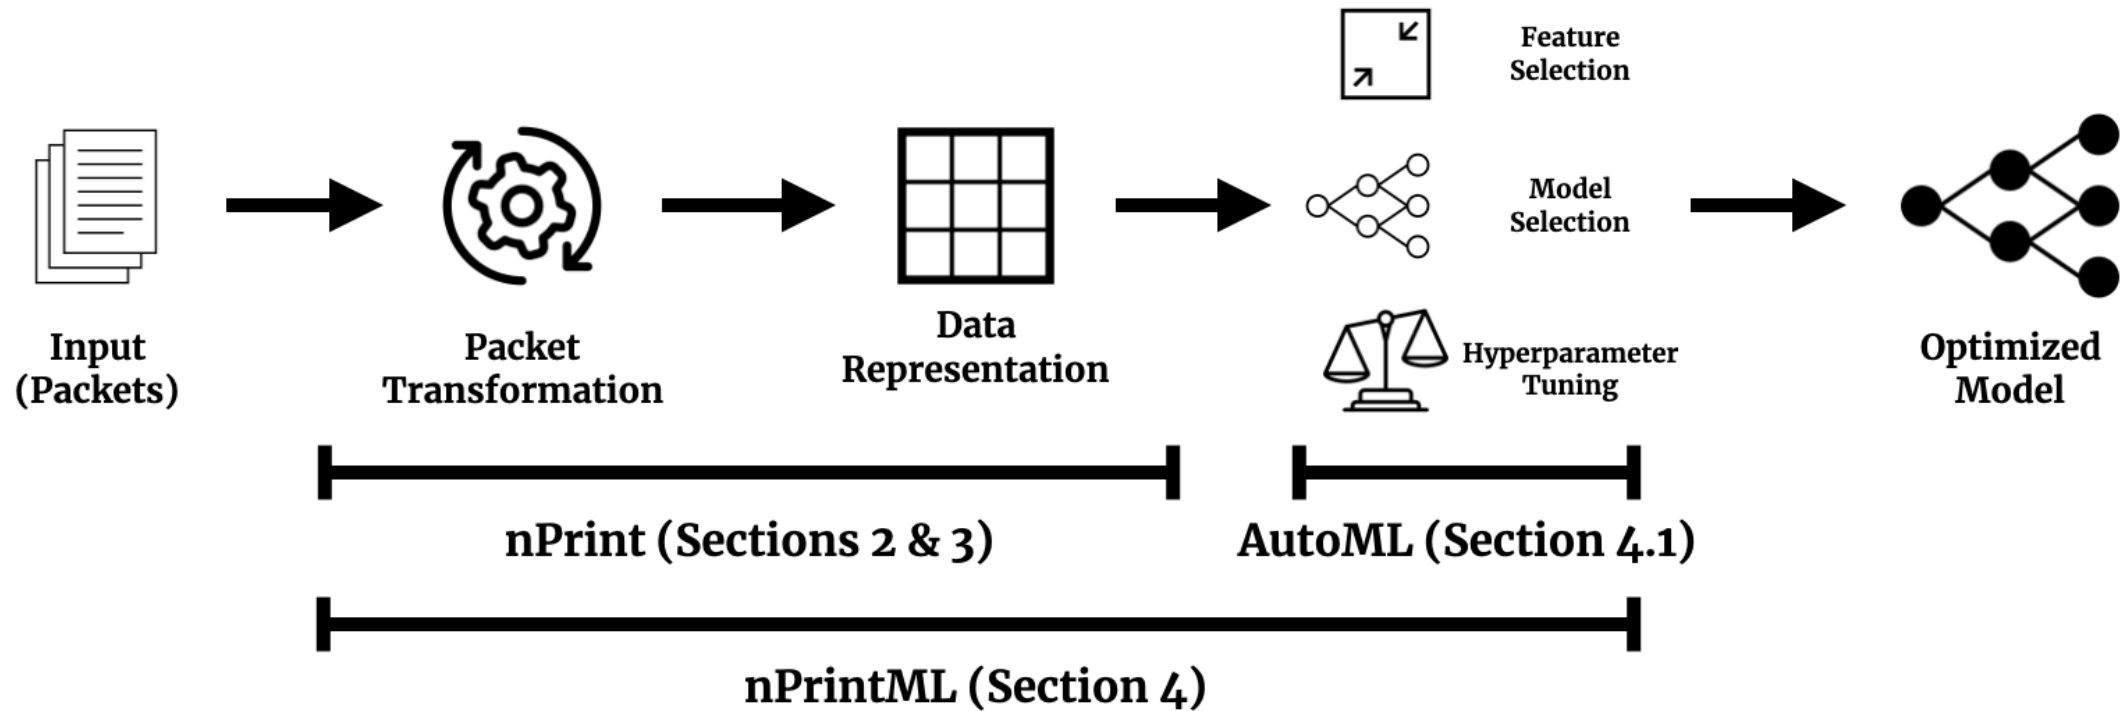 Input
(Packets)
Packet
Transformation
Data
Representation
Feature
Selection
Model
Selection
Hyperparameter
Tuning
Optimized
Model
nPrint (Sections 2 & 3)
AutoML (Section 4.1)
nPrintML (Section 4)